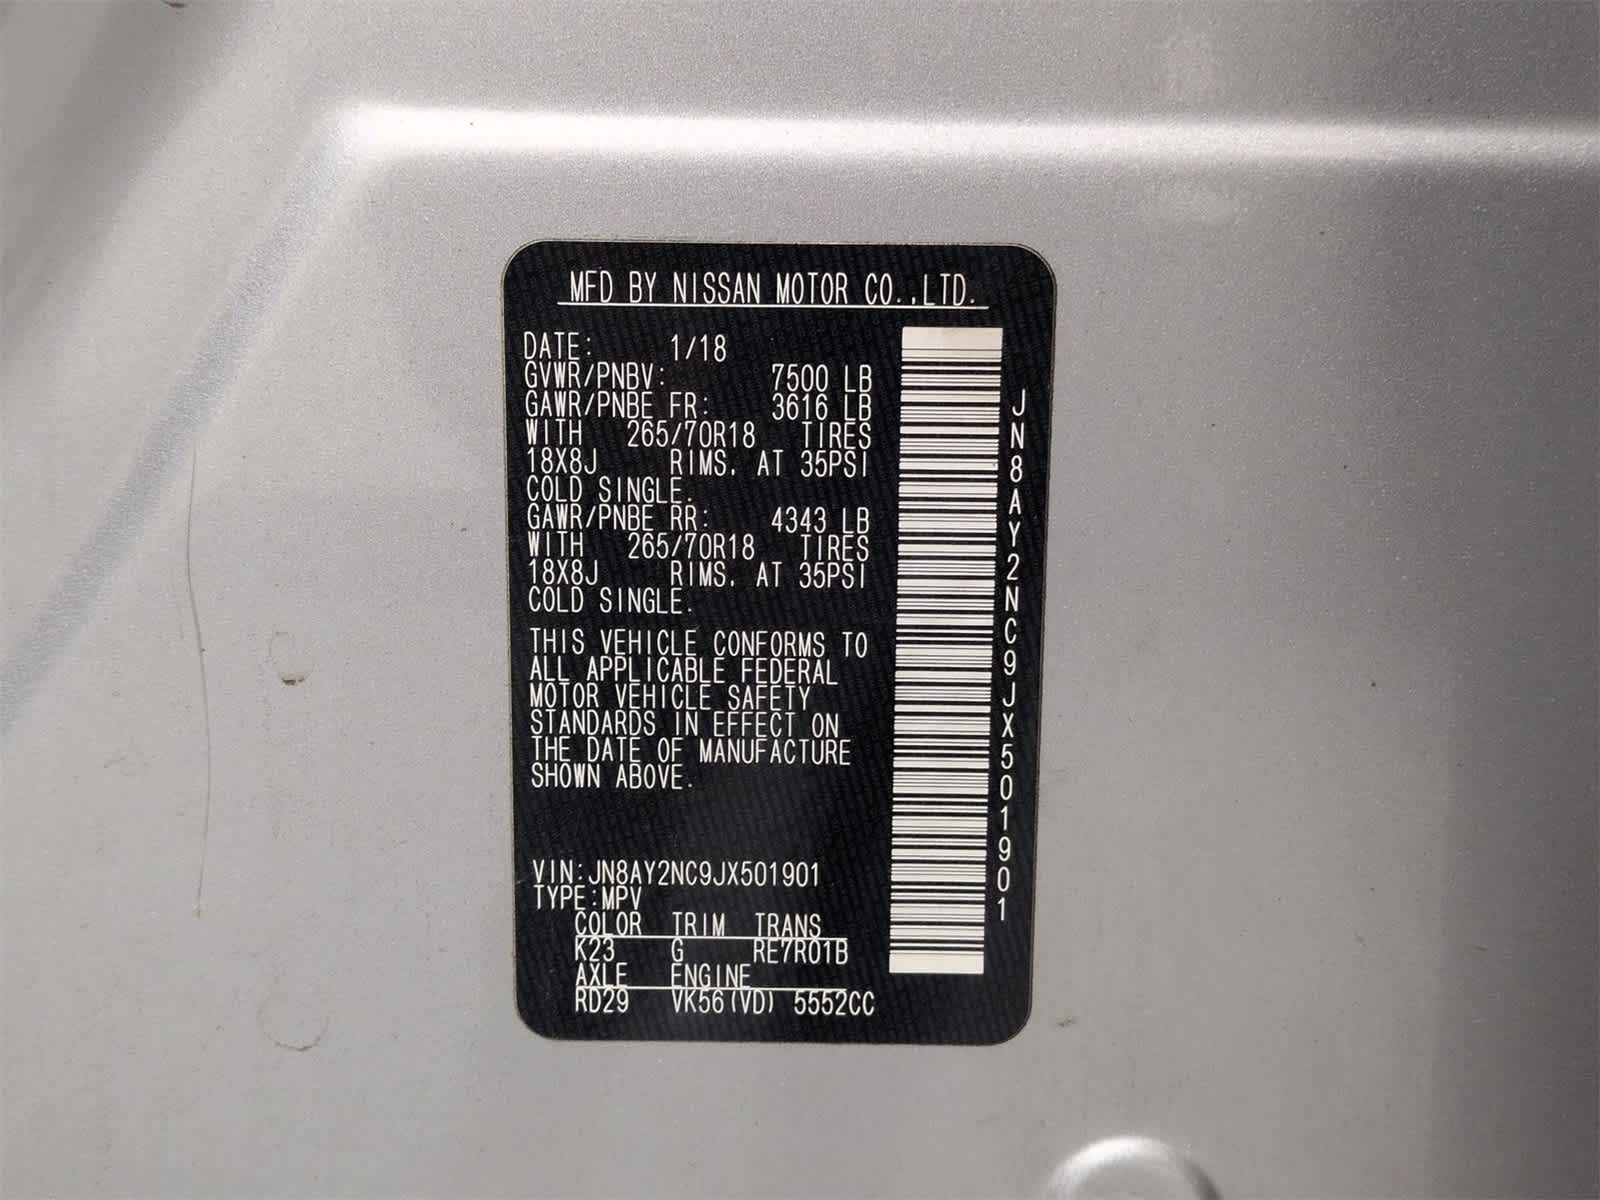 MFD BY NISSAN MOTOR CO.,LTD.
DATE: 1/18
GVWR/PNBV: 7500 LB
GAWR/PNBE FR: 3616 LB
WITH 265/70R18 TIRES
18X8J RIMS. AT 35PSI
COLD SINGLE.
GAWR/PNBE RR: 4343 LB
WITH 265/70R18 TIRES
18X8J RIMS. AT 35PSI
COLD SINGLE.
THIS VEHICLE CONFORMS TO
ALL APPLICABLE FEDERAL
MOTOR VEHICLE SAFETY
STANDARDS IN EFFECT ON
THE DATE OF MANUFACTURE
SHOWN ABOVE.
VIN:JN8AY2NC9JX501901
TYPE:MPV
COLOR TRIM TRANS
K23 G RE7R01B
AXLE ENGINE
RD29 VK56(VD) 5552CC
JN8AY2NC9JX501901